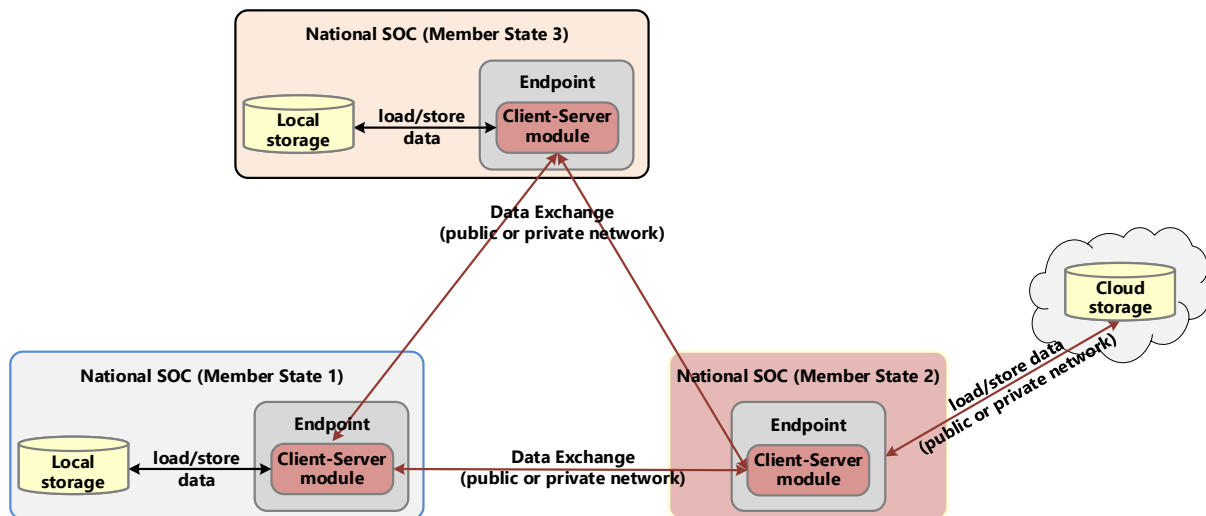 National SOC (Member State 3)
Endpoint
Local
storage
load/store
data
Client-Server
module
Data Exchange
(public or private network)
Cloud
storage
load/store data
(public or private network)
National SOC (Member State 1)
Endpoint
Local
storage
load/store
data
Client-Server
module
Data Exchange
(public or private network)
National SOC (Member State 2)
Endpoint
Client-Server
module